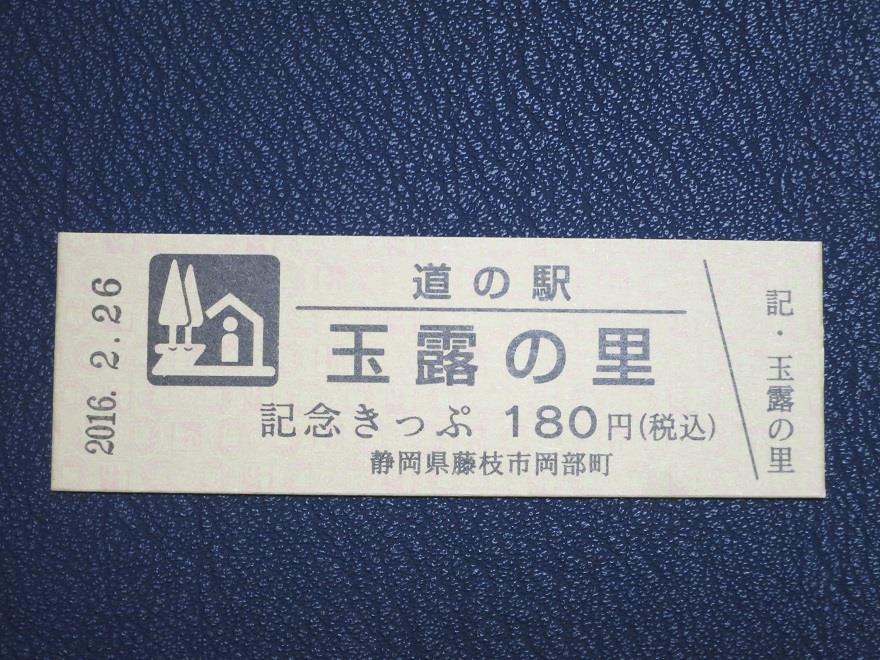 2016. 2. 26
道の駅
玉露の里
記念きっぷ 180円(税込)
静岡県藤枝市岡部町
記・玉露の里